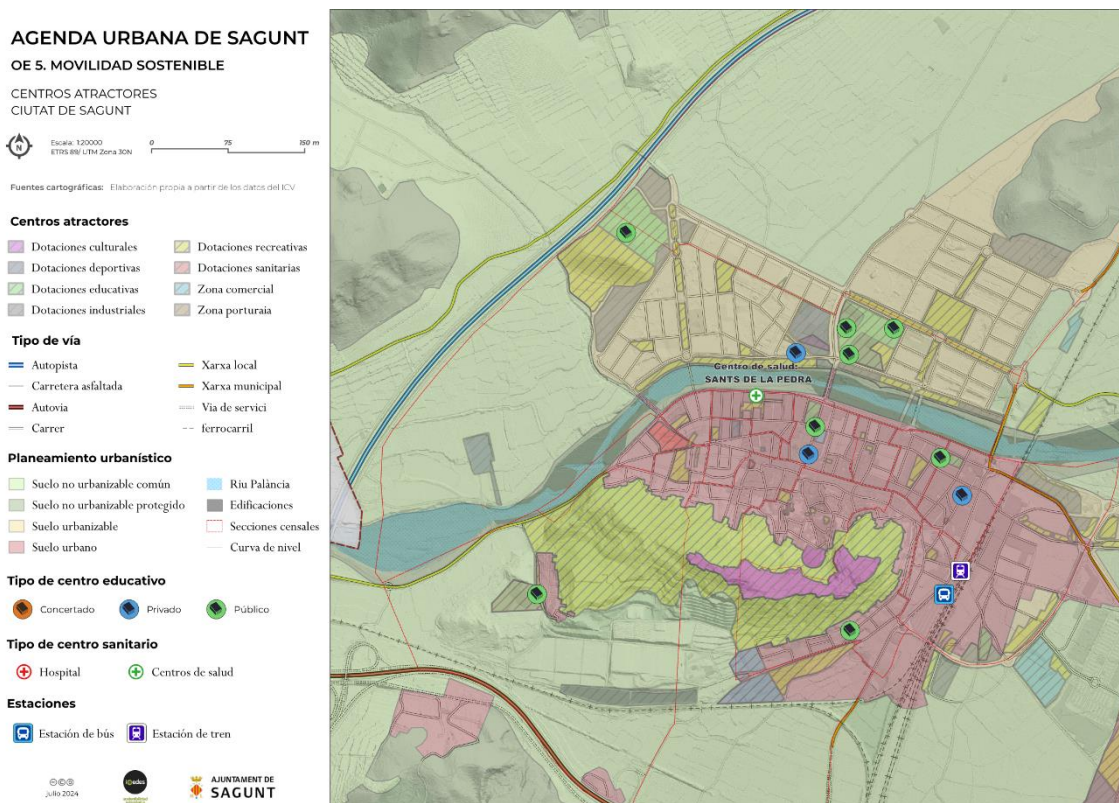 AGENDA URBANA DE SAGUNT
OE 5. MOVILIDAD SOSTENIBLE
CENTROS ATRACTORES
CIUTAT DE SAGUNT
N
Escala: 1:20000
ETRS 89/ UTM Zona 30N
0 75 150 m
Fuentes cartográficas: Elaboración propia a partir de los datos del ICV
Centros atractores
Dotaciones culturales
Dotaciones deportivas
Dotaciones educativas
Dotaciones industriales
Dotaciones recreativas
Dotaciones sanitarias
Zona comercial
Zona porturaia
Tipo de vía
Autopista
Carretera asfaltada
Autovia
Carrer
Xarxa local
Xarxa municipal
Via de servici
ferrocarril
Planeamiento urbanístico
Suelo no urbanizable común
Suelo no urbanizable protegido
Suelo urbanizable
Suelo urbano
Riu Palància
Edificaciones
Secciones censales
Curva de nivel
Tipo de centro educativo
Concertado
Privado
Público
Tipo de centro sanitario
Hospital
Centros de salud
Estaciones
Estación de bús
Estación de tren
Julio 2024
AJUNTAMENT DE
SAGUNT
Centro de salud:
SANTS DE LA PEDRA